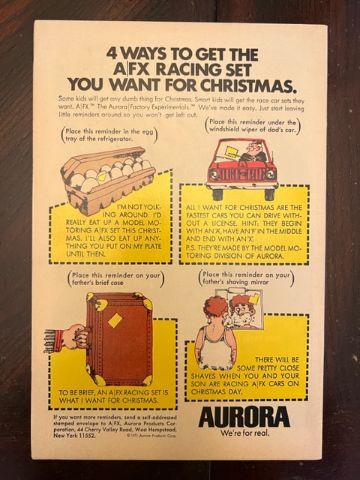 4 WAYS TO GET THE
A/FX RACING SET
YOU WANT FOR CHRISTMAS.
Some kids will get any dumb thing for Christmas. Smart kids will get the race car sets they
want. A/FX.™ The Aurora/Factory Experimentals.™ We've made it easy. Just start leaving
little reminders around so you won't get left out.
Place this reminder in the egg
tray of the refrigerator.
I'M NOT YOLK-
ING AROUND. I'D
REALLY EAT UP A MODEL MO-
TORING A/FX SET THIS CHRIST-
MAS. I'LL ALSO EAT UP ANY-
THING YOU PUT ON MY PLATE
UNTIL THEN.
Place this reminder under the
windshield wiper of dad's car.
ALL I WANT FOR CHRISTMAS ARE THE
FASTEST CARS YOU CAN DRIVE WITH-
OUT A LICENSE. HINT: THEY BEGIN
WITH AN A, HAVE AN F IN THE MIDDLE
AND END WITH AN X.
P.S. THEY'RE MADE BY THE MODEL MO-
TORING DIVISION OF AURORA.
Place this reminder on your
father's brief case
TO BE BRIEF, AN A/FX RACING SET IS
WHAT I WANT FOR CHRISTMAS.
Place this reminder on your
father's shaving mirror
THERE WILL BE
SOME PRETTY CLOSE
SHAVES WHEN YOU AND YOUR
SON ARE RACING A/FX CARS ON
CHRISTMAS DAY.
If you want more reminders, send a self-addressed
stamped envelope to A/FX, Aurora Products Cor-
poration, 44 Cherry Valley Road, West Hempstead,
New York 11552.
© 1971 Aurora Products Corp.
AURORA
We're for real.